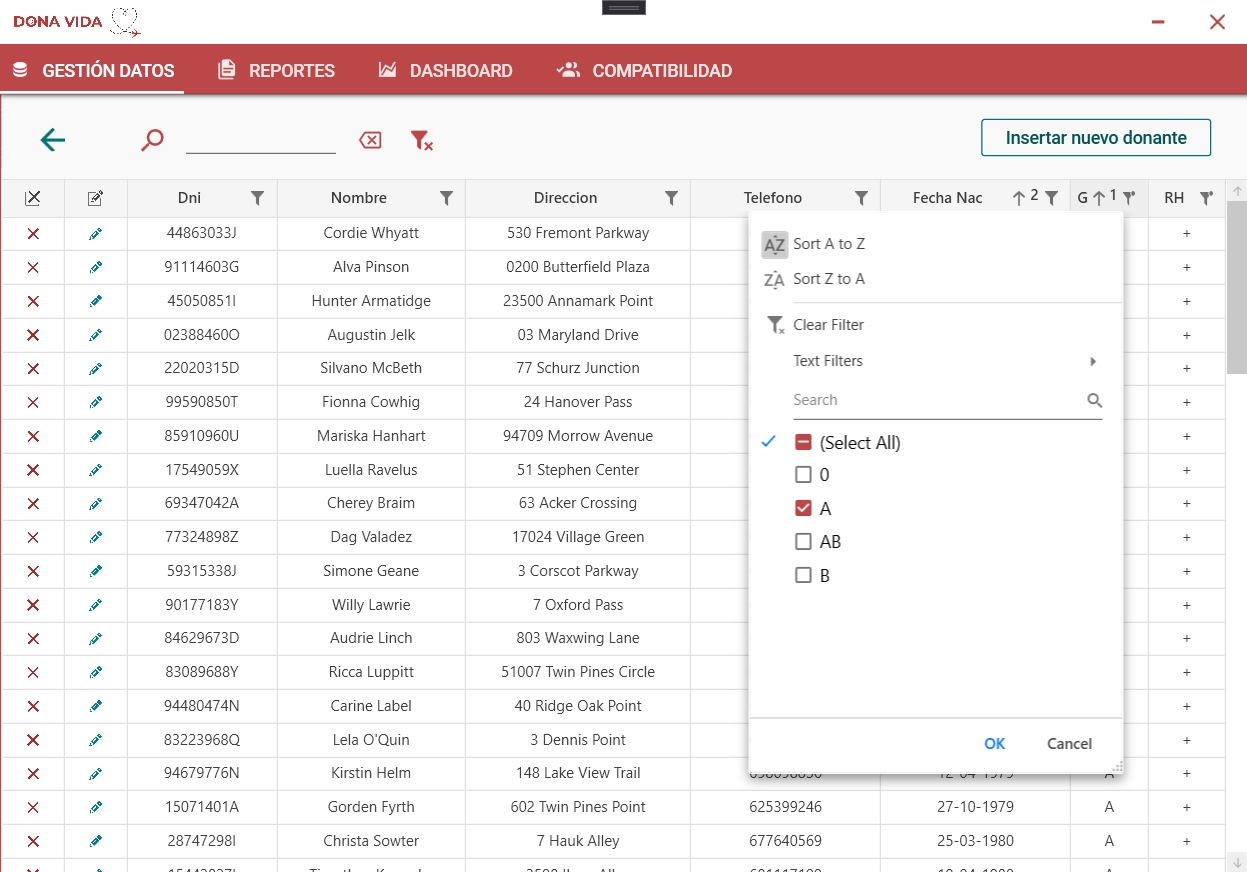 DONA VIDA
GESTIÓN DATOS REPORTES DASHBOARD COMPATIBILIDAD
Insertar nuevo donante
Dni Nombre Direccion Telefono Fecha Nac 2 G 1 RH
44863033J Cordie Whyatt 530 Fremont Parkway +
91114603G Alva Pinson 0200 Butterfield Plaza +
45050851I Hunter Armatidge 23500 Annamark Point +
02388460O Augustin Jelk 03 Maryland Drive +
22020315D Silvano McBeth 77 Schurz Junction +
99590850T Fionna Cowhig 24 Hanover Pass +
85910960U Mariska Hanhart 94709 Morrow Avenue +
17549059X Luella Ravelus 51 Stephen Center +
69347042A Cherey Braim 63 Acker Crossing +
77324898Z Dag Valadez 17024 Village Green +
59315338J Simone Geane 3 Corscot Parkway +
90177183Y Willy Lawrie 7 Oxford Pass +
84629673D Audrie Linch 803 Waxwing Lane +
83089688Y Ricca Luppitt 51007 Twin Pines Circle +
94480474N Carine Label 40 Ridge Oak Point +
83223968Q Lela O'Quin 3 Dennis Point +
94679776N Kirstin Helm 148 Lake View Trail +
15071401A Gorden Fyrth 602 Twin Pines Point 625399246 27-10-1979 A +
28747298I Christa Sowter 7 Hauk Alley 677640569 25-03-1980 A +
AZ Sort A to Z
ZA Sort Z to A
Clear Filter
Text Filters
Search
(Select All)
0
A
AB
B
OK Cancel